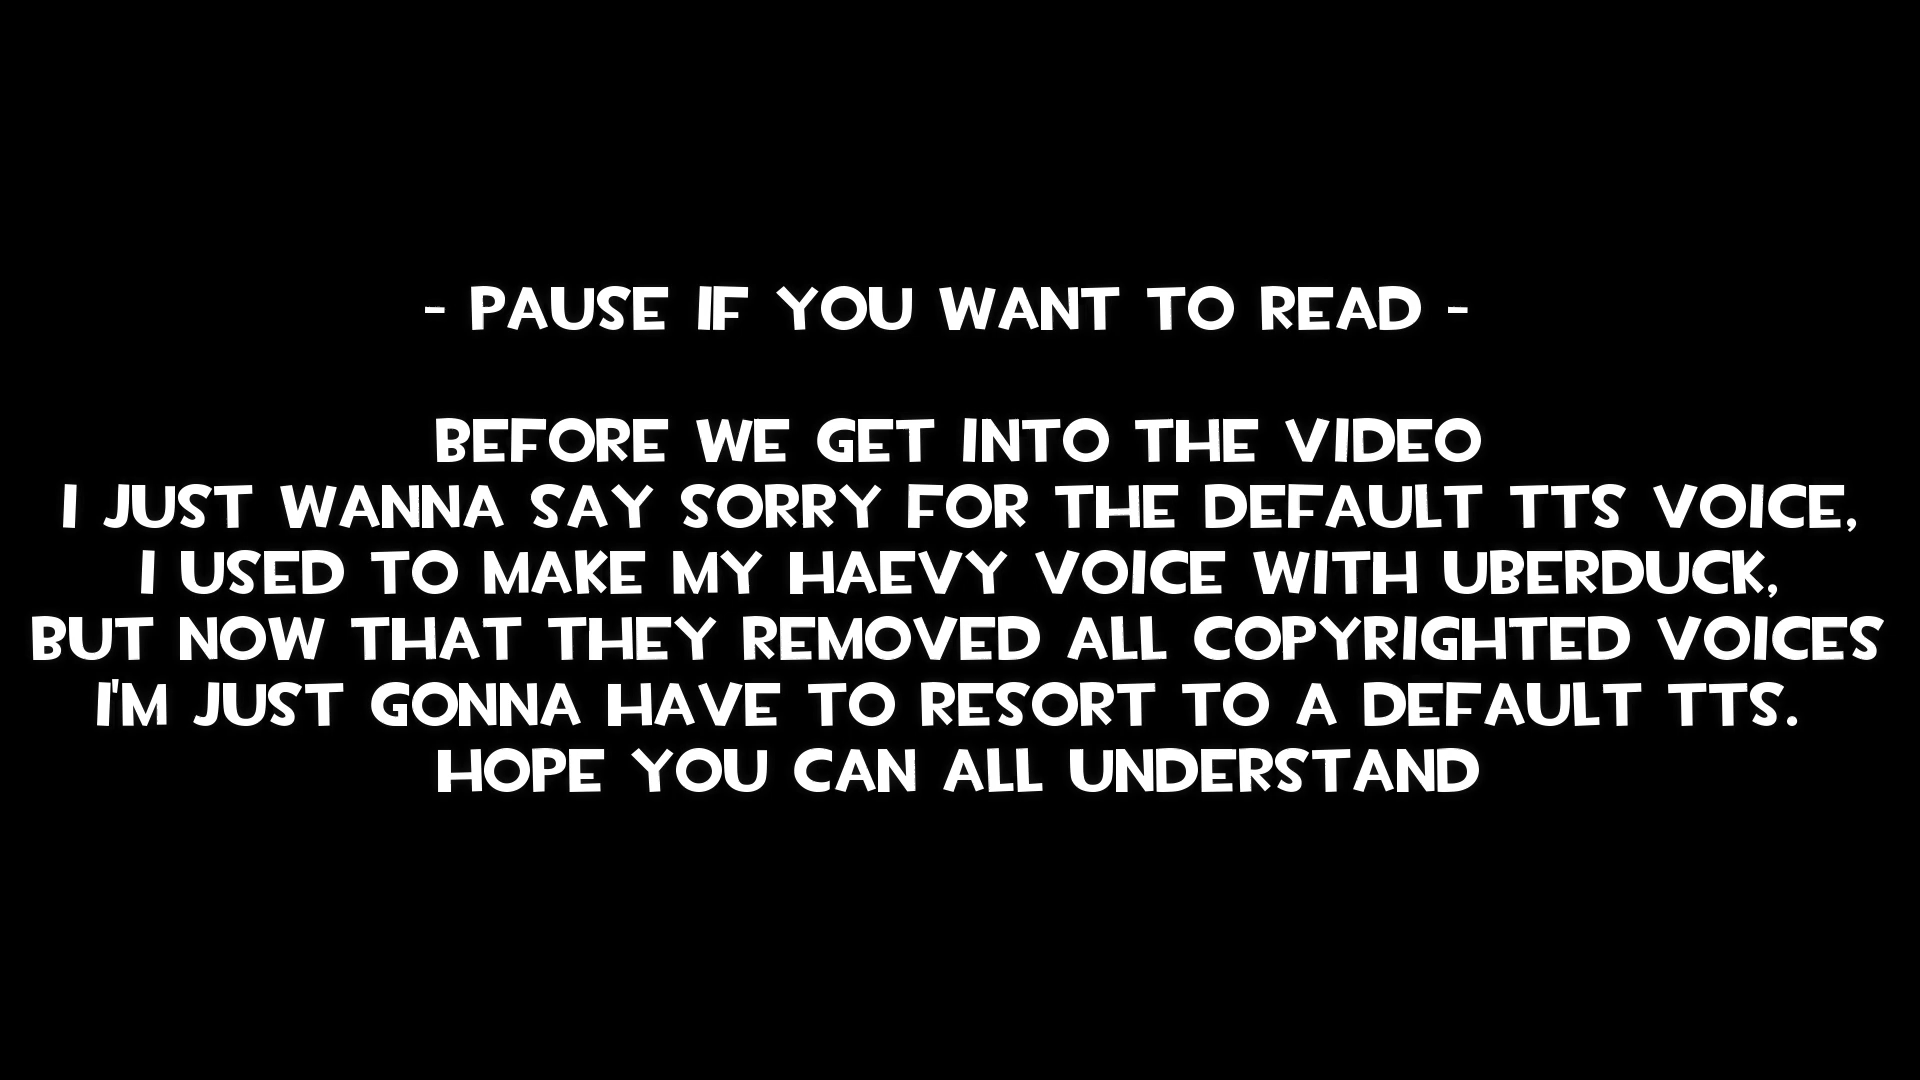 - PAUSE IF YOU WANT TO READ -
BEFORE WE GET INTO THE VIDEO
I JUST WANNA SAY SORRY FOR THE DEFAULT TTS VOICE,
I USED TO MAKE MY HAEVY VOICE WITH UBERDUCK,
BUT NOW THAT THEY REMOVED ALL COPYRIGHTED VOICES
I'M JUST GONNA HAVE TO RESORT TO A DEFAULT TTS.
HOPE YOU CAN ALL UNDERSTAND